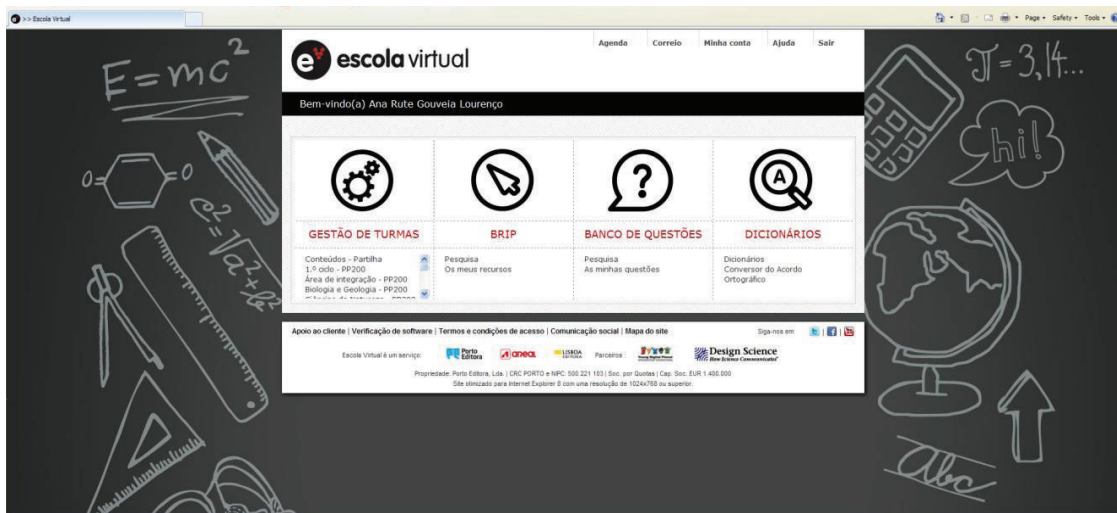 >> Escola Virtual
Page Safety Tools
E=mc²
π=3,14...
hi!
abc
O= =O
Agenda Correio Minha conta Ajuda Sair
ev escola virtual
Bem-vindo(a) Ana Rute Gouveia Lourenço
GESTÃO DE TURMAS
Conteúdos - Partilha
1.º ciclo - PP200
Área de integração - PP200
Biologia e Geologia - PP200
BRIP
Pesquisa
Os meus recursos
?
BANCO DE QUESTÕES
Pesquisa
As minhas questões
A
DICIONÁRIOS
Dicionários
Conversor do Acordo
Ortográfico
Apoio ao cliente | Verificação de software | Termos e condições de acesso | Comunicação social | Mapa do site
Siga-nos em
Escola Virtual é um serviço:
Porto Editora
areal
LISBOA EDITORA
Parceiros:
Design Science
How Science Communicates
Propriedade: Porto Editora, Lda. | CRC PORTO e NIPC: 500 221 103 | Soc. por Quotas | Cap. Soc. EUR 1.400.000
Site otimizado para Internet Explorer 8 com uma resolução de 1024x768 ou superior.